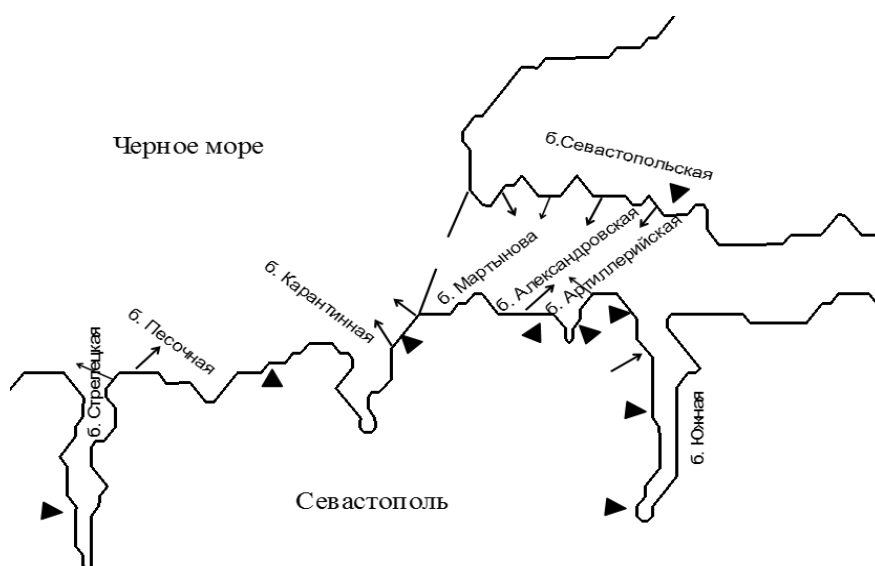 Черное море
б.Севастопольская
б. Мартынова
б. Александровская
б. Артиллерийская
б. Карантинная
б. Песочная
б. Стрелецкая
б. Южная
Севастополь